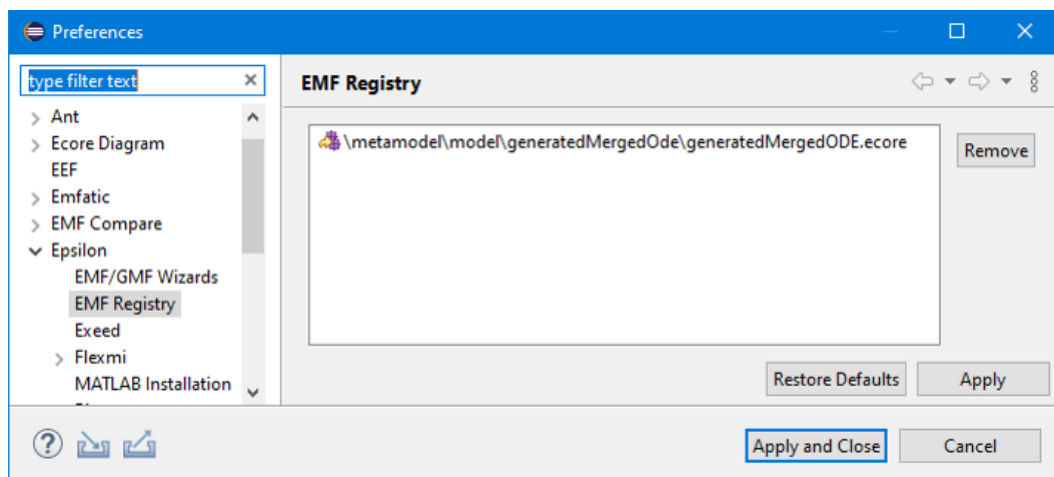 Preferences
type filter text
Ant
Ecore Diagram
EEF
Emfatic
EMF Compare
Epsilon
EMF/GMF Wizards
EMF Registry
Exeed
Flexmi
MATLAB Installation
EMF Registry
\metamodel\model\generatedMergedOde\generatedMergedODE.ecore
Remove
Restore Defaults
Apply
Apply and Close
Cancel